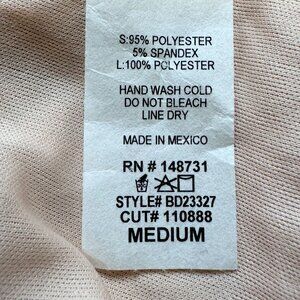 S:95% POLYESTER
5% SPANDEX
L:100% POLYESTER
HAND WASH COLD
DO NOT BLEACH
LINE DRY
MADE IN MEXICO
RN # 148731
STYLE# BD23327
CUT# 110888
MEDIUM